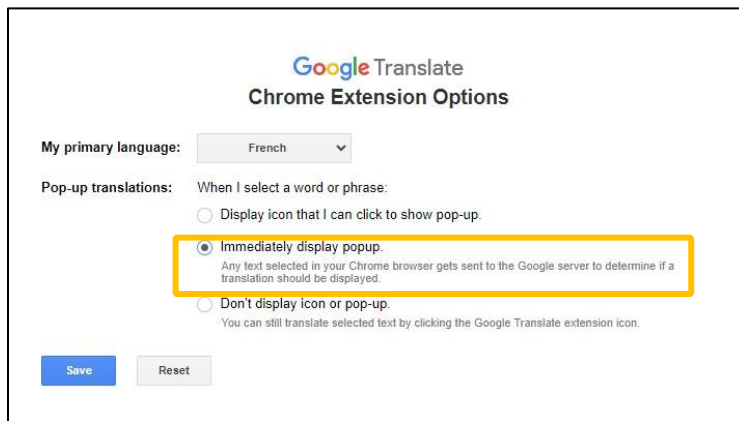 Google Translate
Chrome Extension Options
My primary language: French
Pop-up translations: When I select a word or phrase:
Display icon that I can click to show pop-up.
Immediately display popup.
Any text selected in your Chrome browser gets sent to the Google server to determine if a
translation should be displayed.
Don't display icon or pop-up.
You can still translate selected text by clicking the Google Translate extension icon.
Save Reset